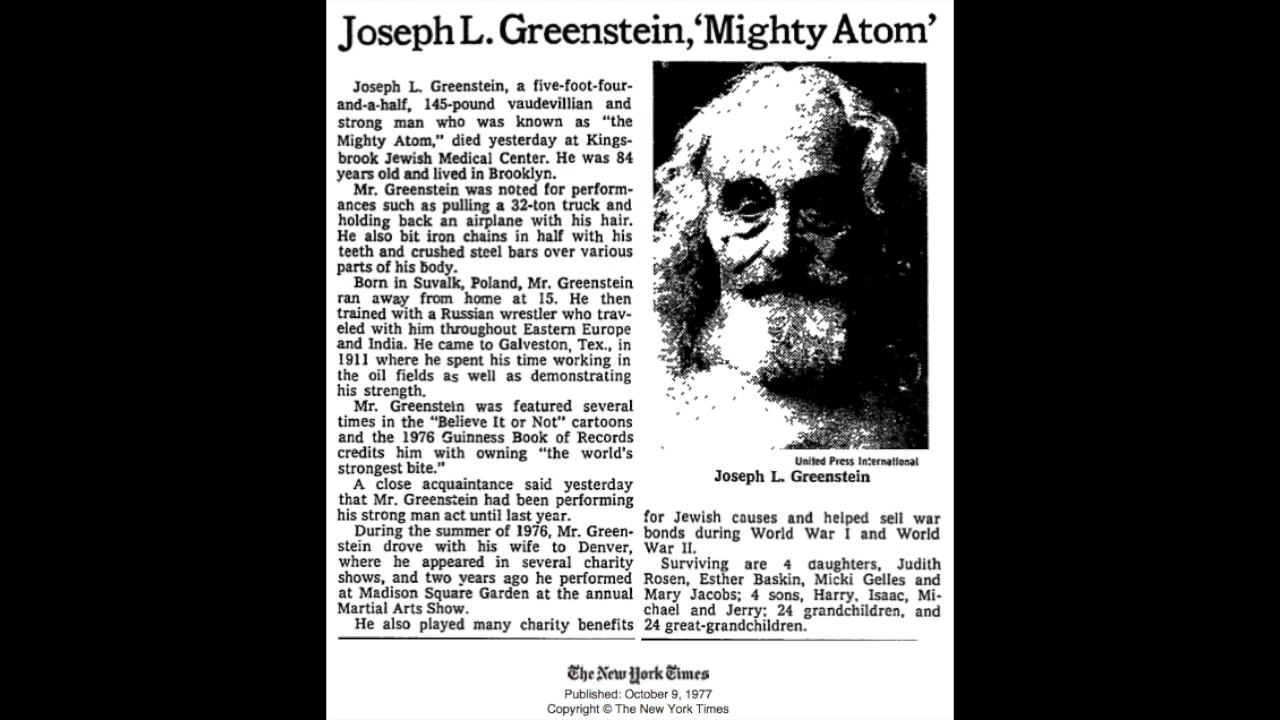 Joseph L. Greenstein, 'Mighty Atom'
Joseph L. Greenstein, a five-foot-four-
and-a-half, 145-pound vaudevillian and
strong man who was known as "the
Mighty Atom," died yesterday at Kings-
brook Jewish Medical Center. He was 84
years old and lived in Brooklyn.
Mr. Greenstein was noted for perform-
ances such as pulling a 32-ton truck and
holding back an airplane with his hair.
He also bit iron chains in half with his
teeth and crushed steel bars over various
parts of his body.
Born in Suvalk, Poland, Mr. Greenstein
ran away from home at 15. He then
trained with a Russian wrestler who trav-
eled with him throughout Eastern Europe
and India. He came to Galveston, Tex., in
1911 where he spent his time working in
the oil fields as well as demonstrating
his strength.
Mr. Greenstein was featured several
times in the "Believe It or Not" cartoons
and the 1976 Guinness Book of Records
credits him with owning "the world's
strongest bite."
A close acquaintance said yesterday
that Mr. Greenstein had been performing
his strong man act until last year.
During the summer of 1976, Mr. Green-
stein drove with his wife to Denver,
where he appeared in several charity
shows, and two years ago he performed
at Madison Square Garden at the annual
Martial Arts Show.
He also played many charity benefits
United Press International
Joseph L. Greenstein
for Jewish causes and helped sell war
bonds during World War I and World
War II.
Surviving are 4 daughters, Judith
Rosen, Esther Baskin, Micki Gelles and
Mary Jacobs; 4 sons, Harry, Isaac, Mi-
chael and Jerry; 24 grandchildren, and
24 great-grandchildren.
The New York Times
Published: October 9, 1977
Copyright © The New York Times